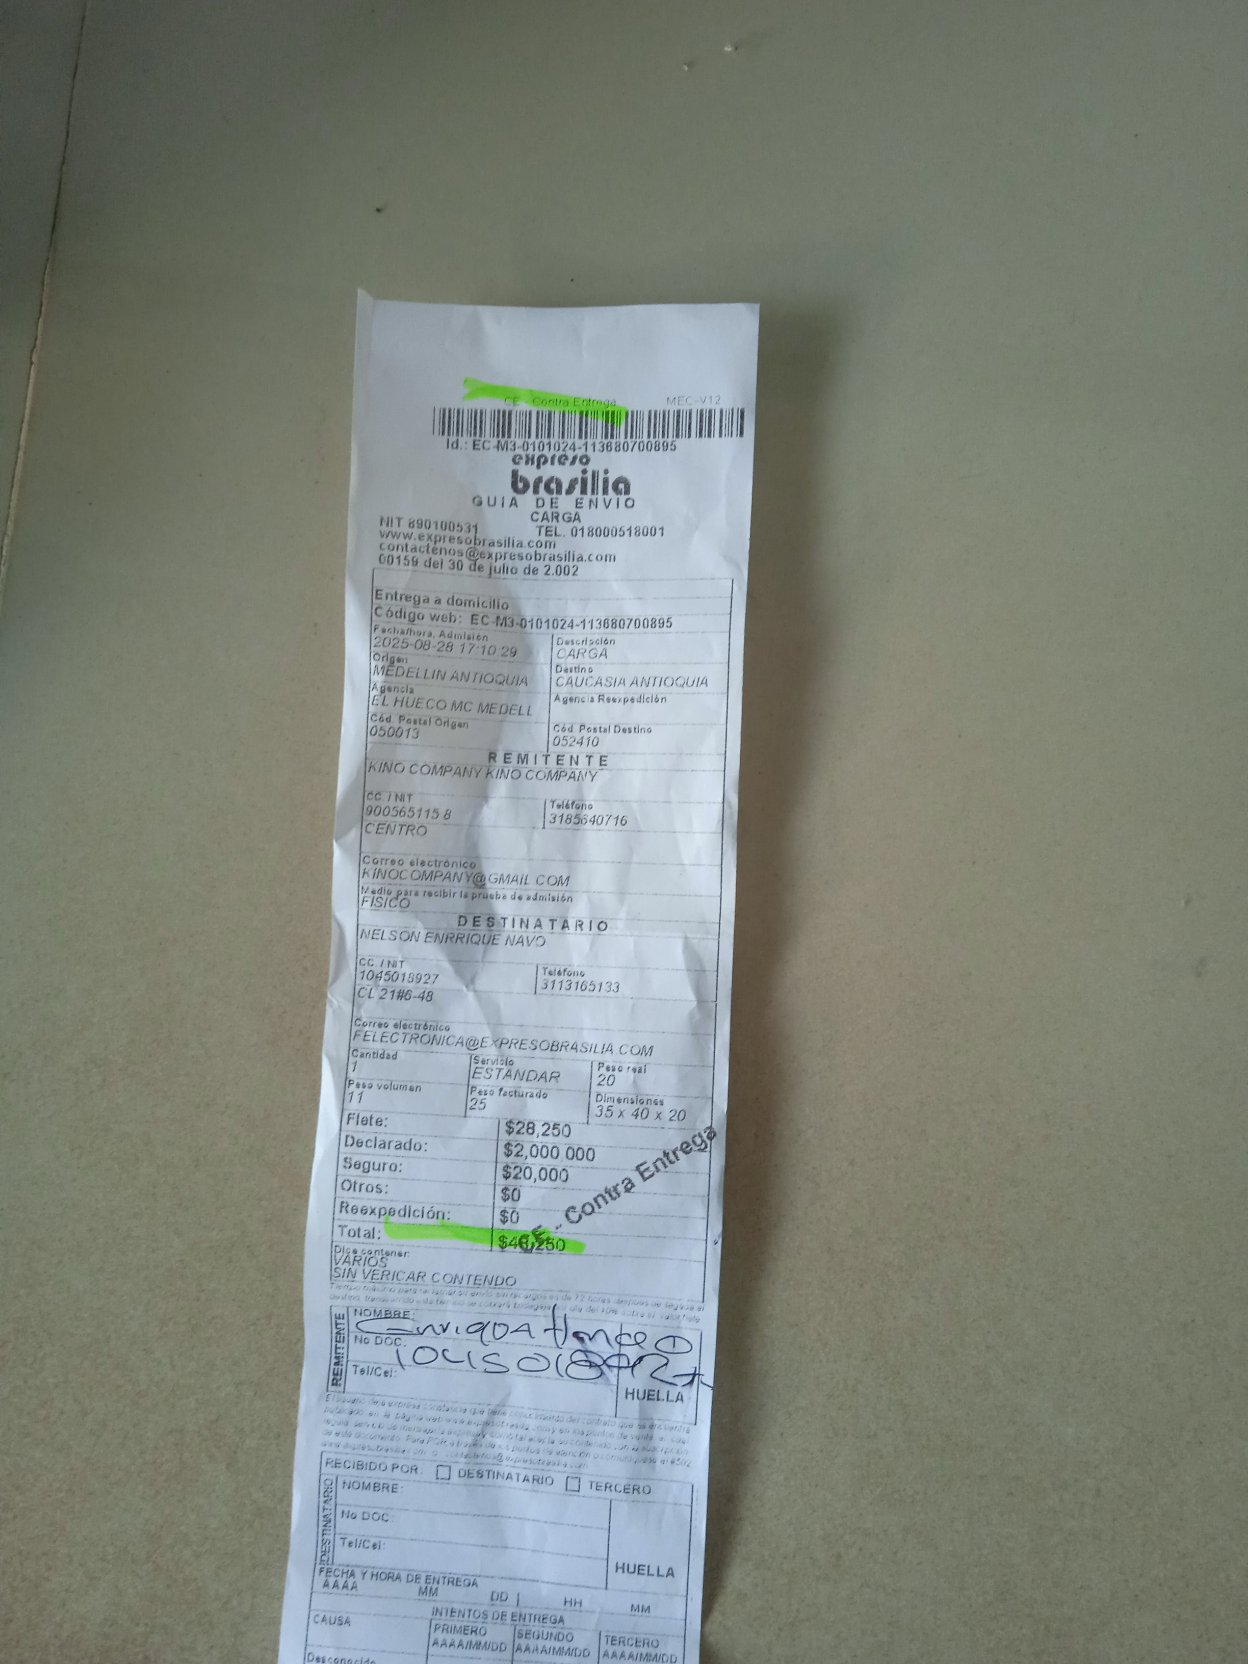 CE - Contra Entrega MEC-V12
Id.: EC-M3-0101024-113680700895
expreso
brasilia
GUIA DE ENVIO
CARGA
NIT 890100531 TEL. 018000518001
www.expresobrasilia.com
contactenos@expresobrasilia.com
00159 del 30 de julio de 2.002
Entrega a domicilio
Código web: EC-M3-0101024-113680700895
Fecha/hora, Admisión Descripción
2025-08-28 17:10:29 CARGA
Origen Destino
MEDELLIN ANTIOQUIA CAUCASIA ANTIOQUIA
Agencia Agencia Reexpedición
EL HUECO MC MEDELL
Cód. Postal Origen Cód. Postal Destino
050013 052410
REMITENTE
KINO COMPANY KINO COMPANY
CC. / NIT Teléfono
900565115 8 3185640716
CENTRO
Correo electrónico
KINOCOMPANY@GMAIL COM
Medio para recibir la prueba de admisión
FISICO
DESTINATARIO
NELSON ENRRIQUE NAVO
CC. / NIT Teléfono
1045018927 3113165133
CL 21#6-48
Correo electrónico
FELECTRONICA@EXPRESOBRASILIA COM
Cantidad Servicio Peso real
1 ESTANDAR 20
Peso volumen Peso facturado Dimensiones
11 25 35 x 40 x 20
Flete: $28,250
Declarado: $2,000 000
Seguro: $20,000
Otros: $0
Reexpedición: $0
Total: $48,250
CE - Contra Entrega
Dice contener:
VARIOS
SIN VERICAR CONTENDO
REMITENTE
NOMBRE:
No DOC:
Tel/Cel:
HUELLA
RECIBIDO POR: DESTINATARIO TERCERO
DESTINATARIO
NOMBRE:
No DOC:
Tel/Cel:
HUELLA
FECHA Y HORA DE ENTREGA
AAAA MM DD HH MM
INTENTOS DE ENTREGA
CAUSA PRIMERO SEGUNDO TERCERO
AAAA/MM/DD AAAA/MM/DD AAAA/MM/DD
Desconocido